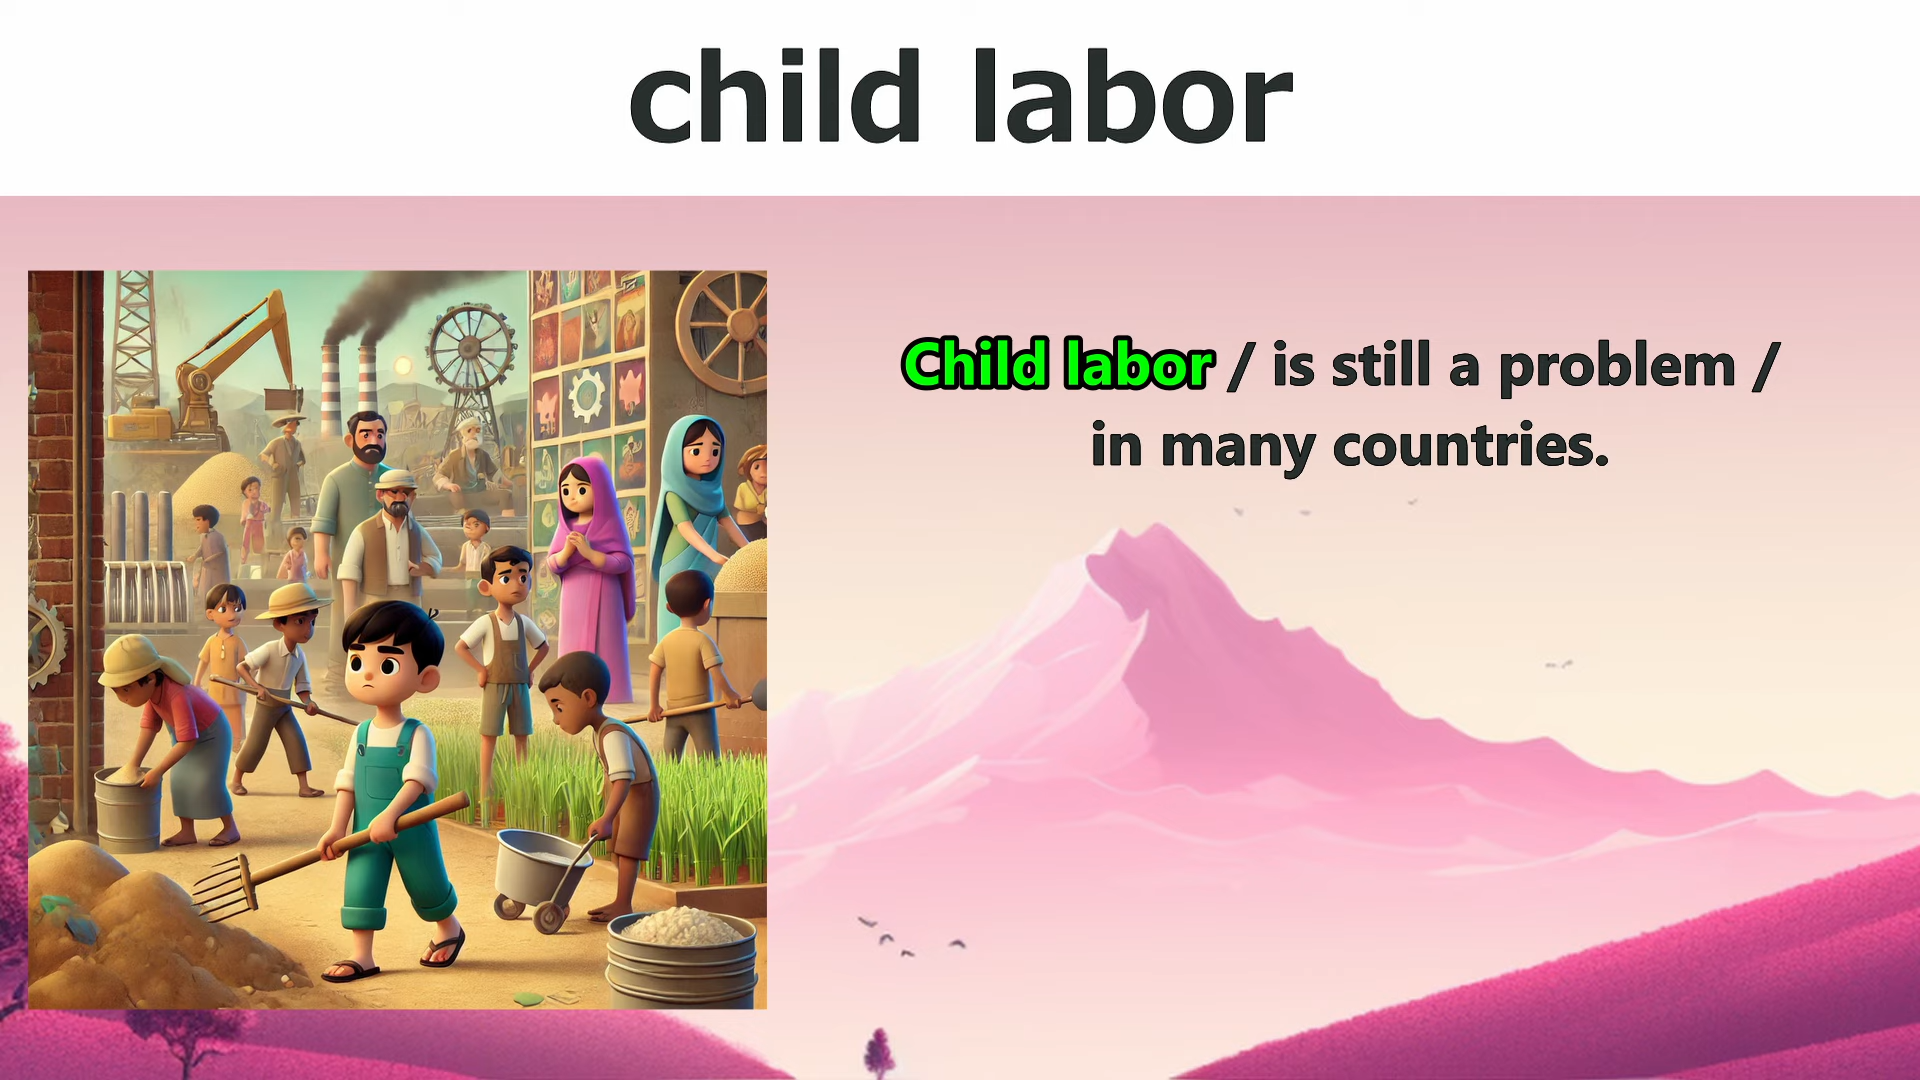 child labor
Child labor / is still a problem /
in many countries.